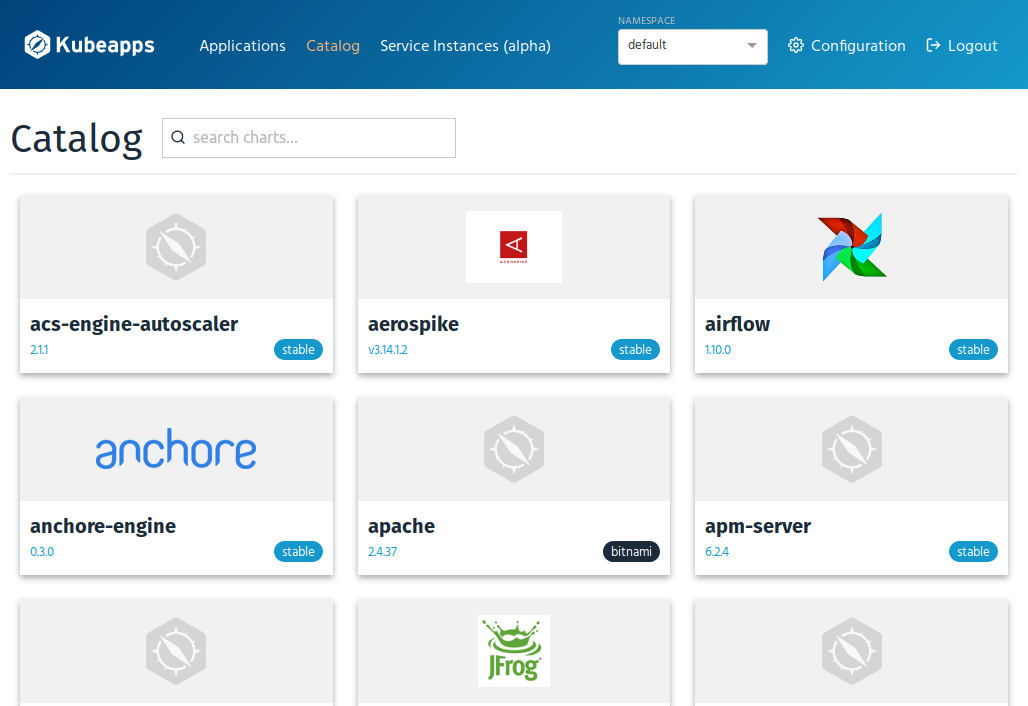 NAMESPACE
Kubeapps Applications Catalog Service Instances (alpha) default Configuration Logout
Catalog search charts...
AEROSPIKE
acs-engine-autoscaler aerospike airflow
2.1.1 stable v3.14.1.2 stable 1.10.0 stable
anchore
anchore-engine apache apm-server
0.3.0 stable 2.4.37 bitnami 6.2.4 stable
JFrog